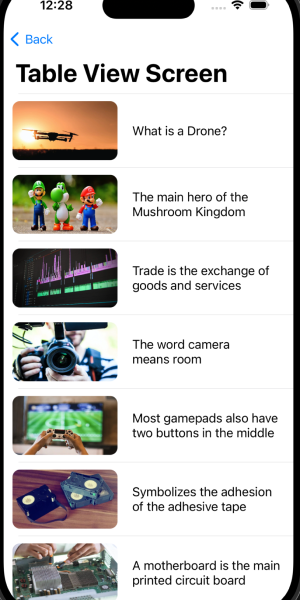 12:28
Back
Table View Screen
What is a Drone?
The main hero of the
Mushroom Kingdom
Trade is the exchange of
goods and services
The word camera
means room
Most gamepads also have
two buttons in the middle
Symbolizes the adhesion
of the adhesive tape
A motherboard is the main
printed circuit board